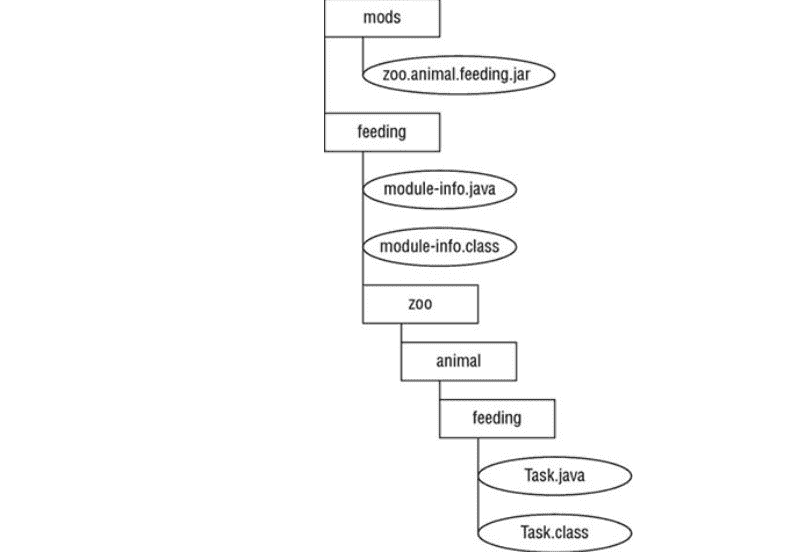 mods
zoo.animal.feeding.jar
feeding
module-info.java
module-info.class
zoo
animal
feeding
Task.java
Task.class